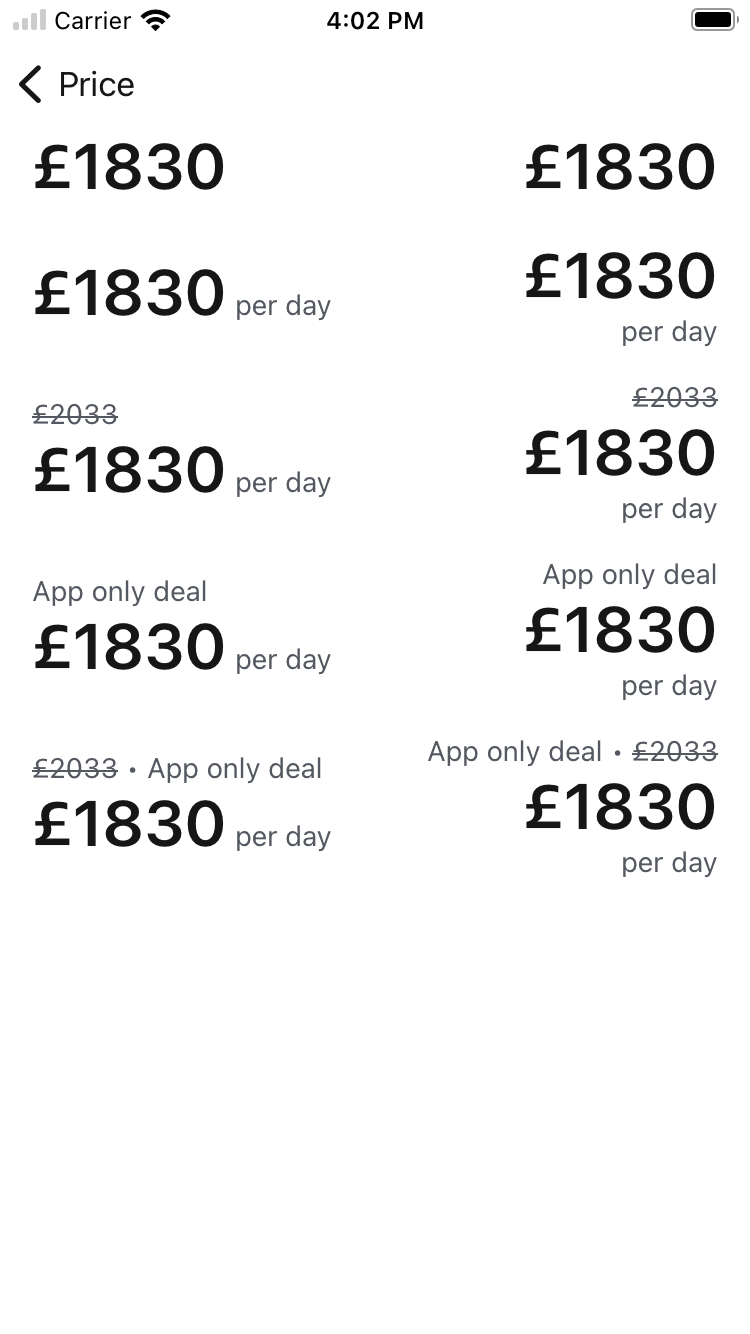 Carrier 4:02 PM
Price
£1830 £1830
£1830 per day £1830
per day
£2033 £2033
£1830 per day £1830
per day
App only deal App only deal
£1830 per day £1830
per day
£2033 • App only deal App only deal • £2033
£1830 per day £1830
per day